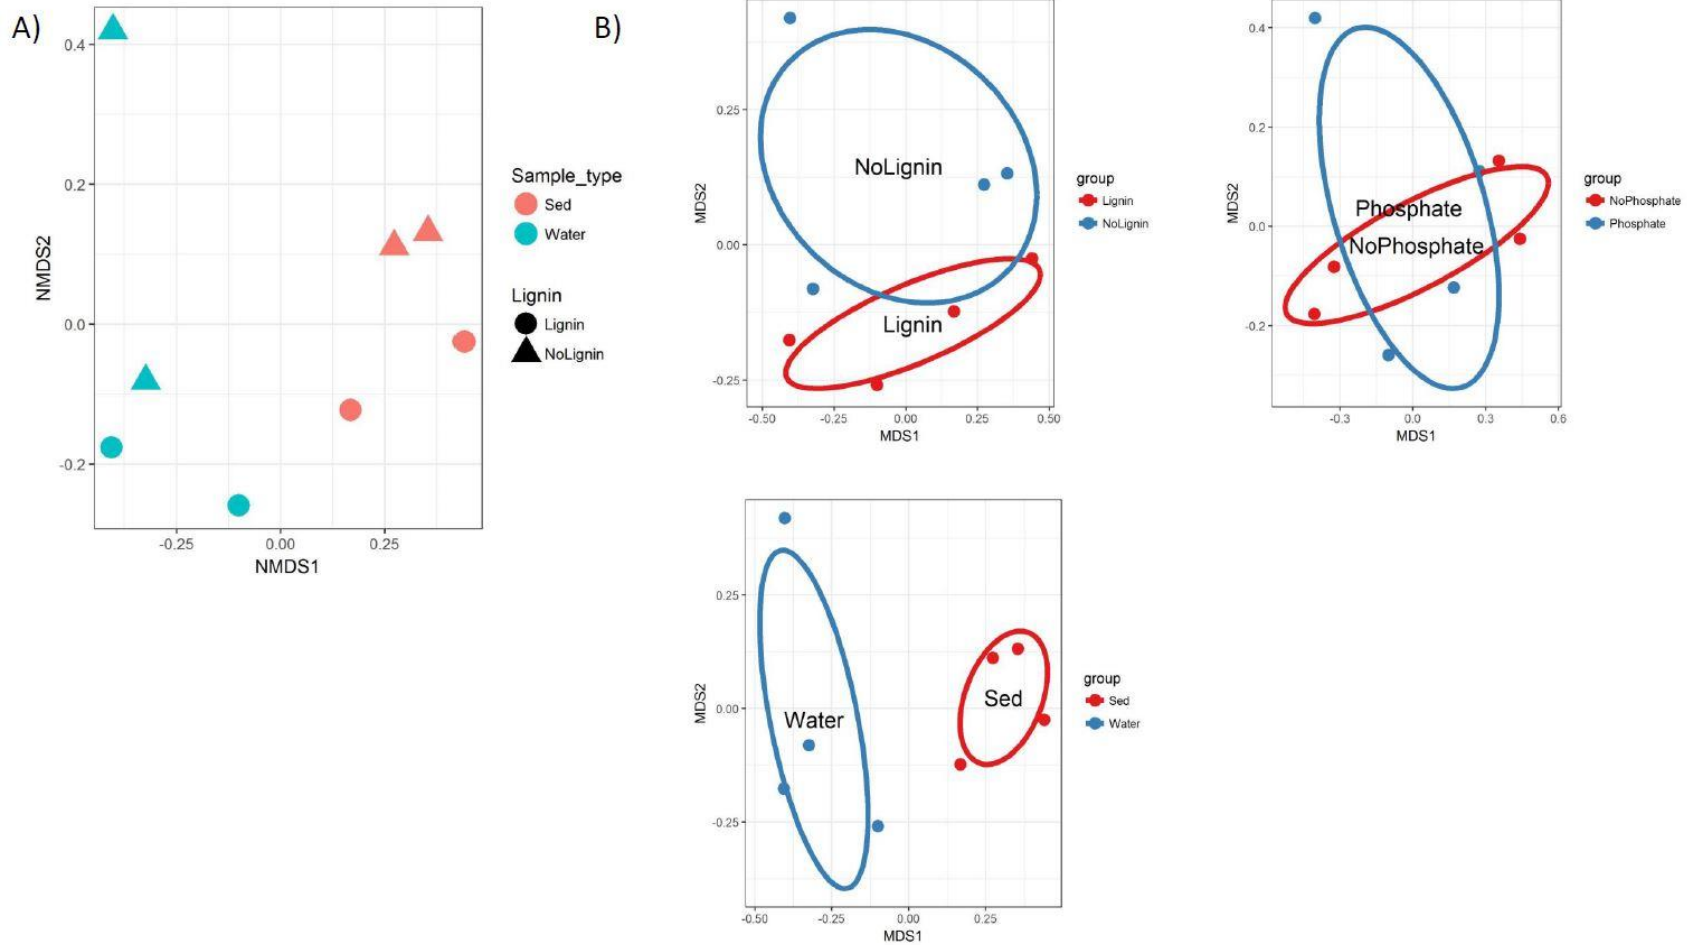 A)
0.4
0.2
0.0
-0.2
NMDS2
-0.25
0.00
0.25
NMDS1
Sample_type
Sed
Water
Lignin
Lignin
NoLignin
B)
0.25
0.00
-0.25
MDS2
NoLignin
Lignin
-0.50
-0.25
0.00
0.25
0.50
MDS1
group
Lignin
NoLignin
0.4
0.2
0.0
-0.2
MDS2
Phosphate
NoPhosphate
-0.3
0.0
0.3
0.6
MDS1
group
NoPhosphate
Phosphate
0.25
0.00
-0.25
MDS2
Water
Sed
-0.50
-0.25
0.00
0.25
MDS1
group
Sed
Water